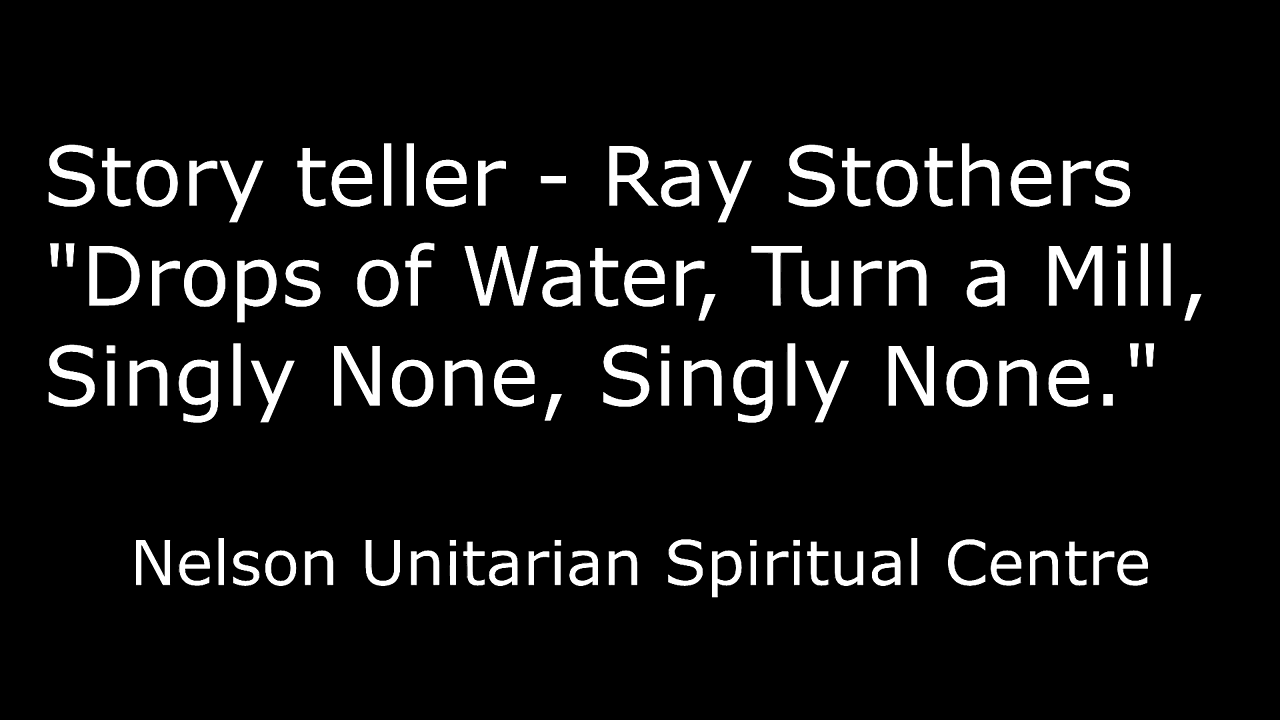 Story teller - Ray Stothers
"Drops of Water, Turn a Mill,
Singly None, Singly None."
Nelson Unitarian Spiritual Centre